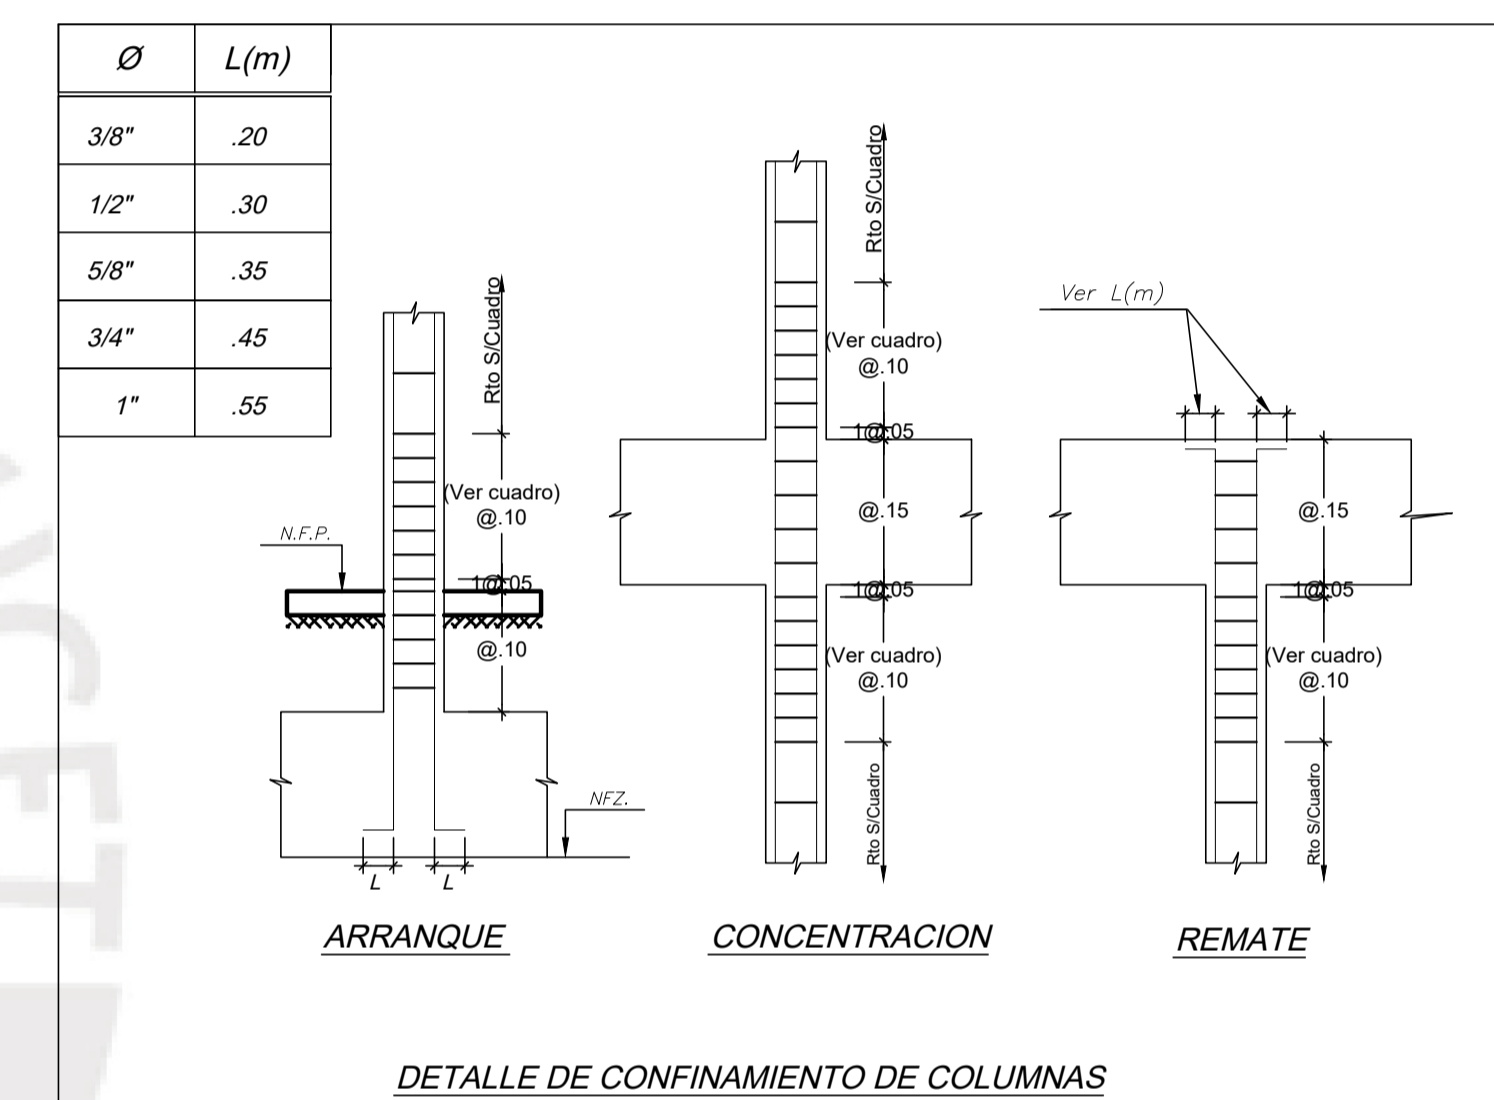 Ø L(m)
3/8" .20
1/2" .30
5/8" .35
3/4" .45
1" .55
Rto S/Cuadro
(Ver cuadro)
@.10
1@.05
@.10
N.F.P.
NFZ.
L L
ARRANQUE
Rto S/Cuadro
(Ver cuadro)
@.10
1@.05
@.15
1@.05
(Ver cuadro)
@.10
Rto S/Cuadro
CONCENTRACION
Ver L(m)
@.15
1@.05
(Ver cuadro)
@.10
Rto S/Cuadro
REMATE
DETALLE DE CONFINAMIENTO DE COLUMNAS